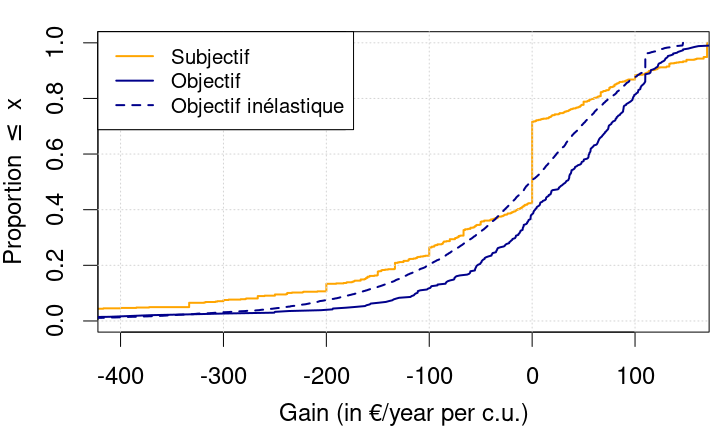 Subjectif
Objectif
Objectif inélastique
Proportion ≤ x
1.0
0.8
0.6
0.4
0.2
0.0
-400 -300 -200 -100 0 100
Gain (in €/year per c.u.)